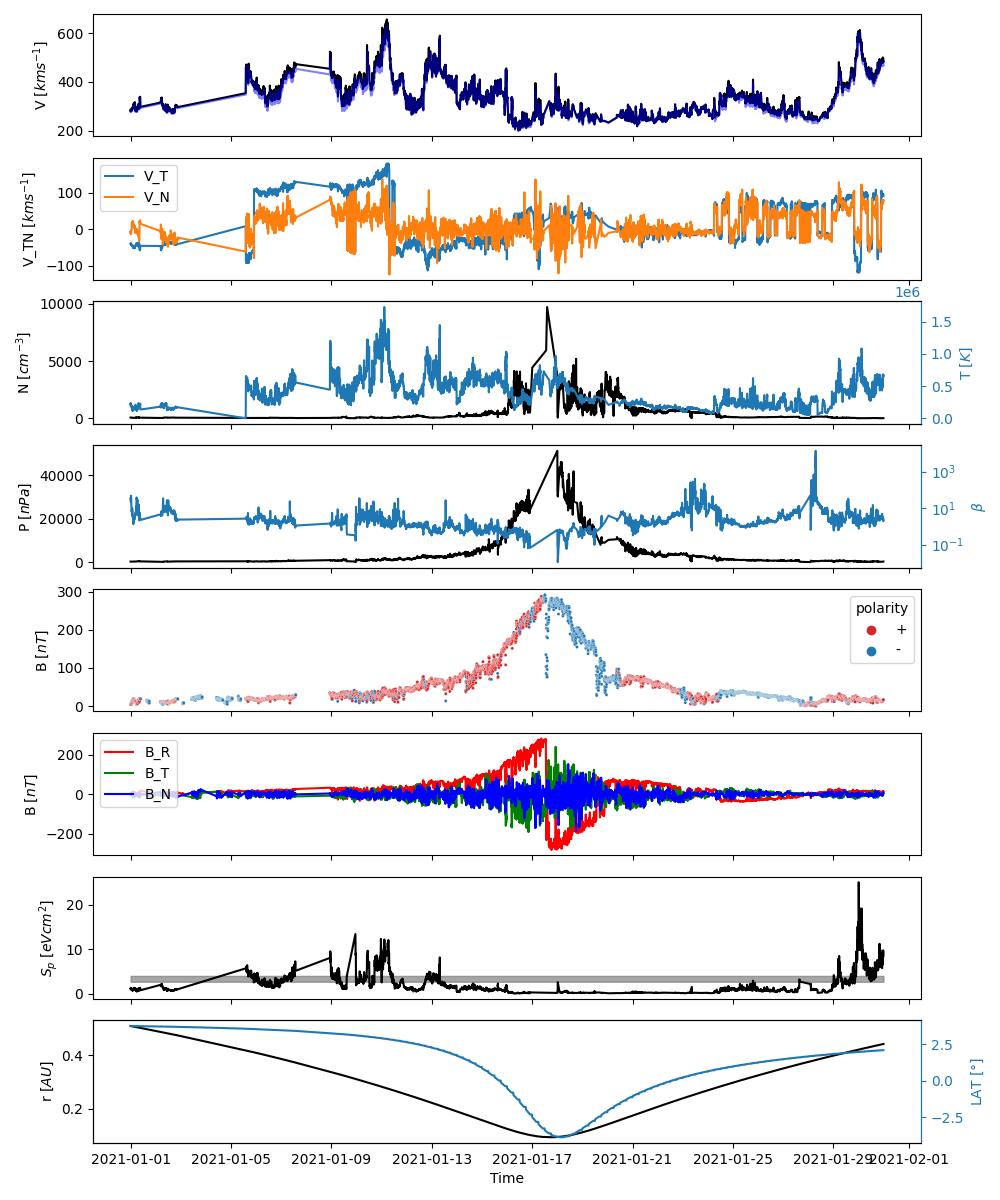 600
400
200
V [kms⁻¹]
V_T
V_N
100
0
−100
V_TN [kms⁻¹]
1e6
10000
5000
0
N [cm⁻³]
1.5
1.0
0.5
0.0
T [K]
40000
20000
0
P [nPa]
10³
10¹
10⁻¹
β
300
200
100
0
B [nT]
polarity
+
-
B_R
B_T
B_N
200
0
−200
B [nT]
20
10
0
S_p [eVcm²]
0.4
0.2
r [AU]
2.5
0.0
−2.5
LAT [°]
2021-01-01 2021-01-05 2021-01-09 2021-01-13 2021-01-17 2021-01-21 2021-01-25 2021-01-29 2021-02-01
Time